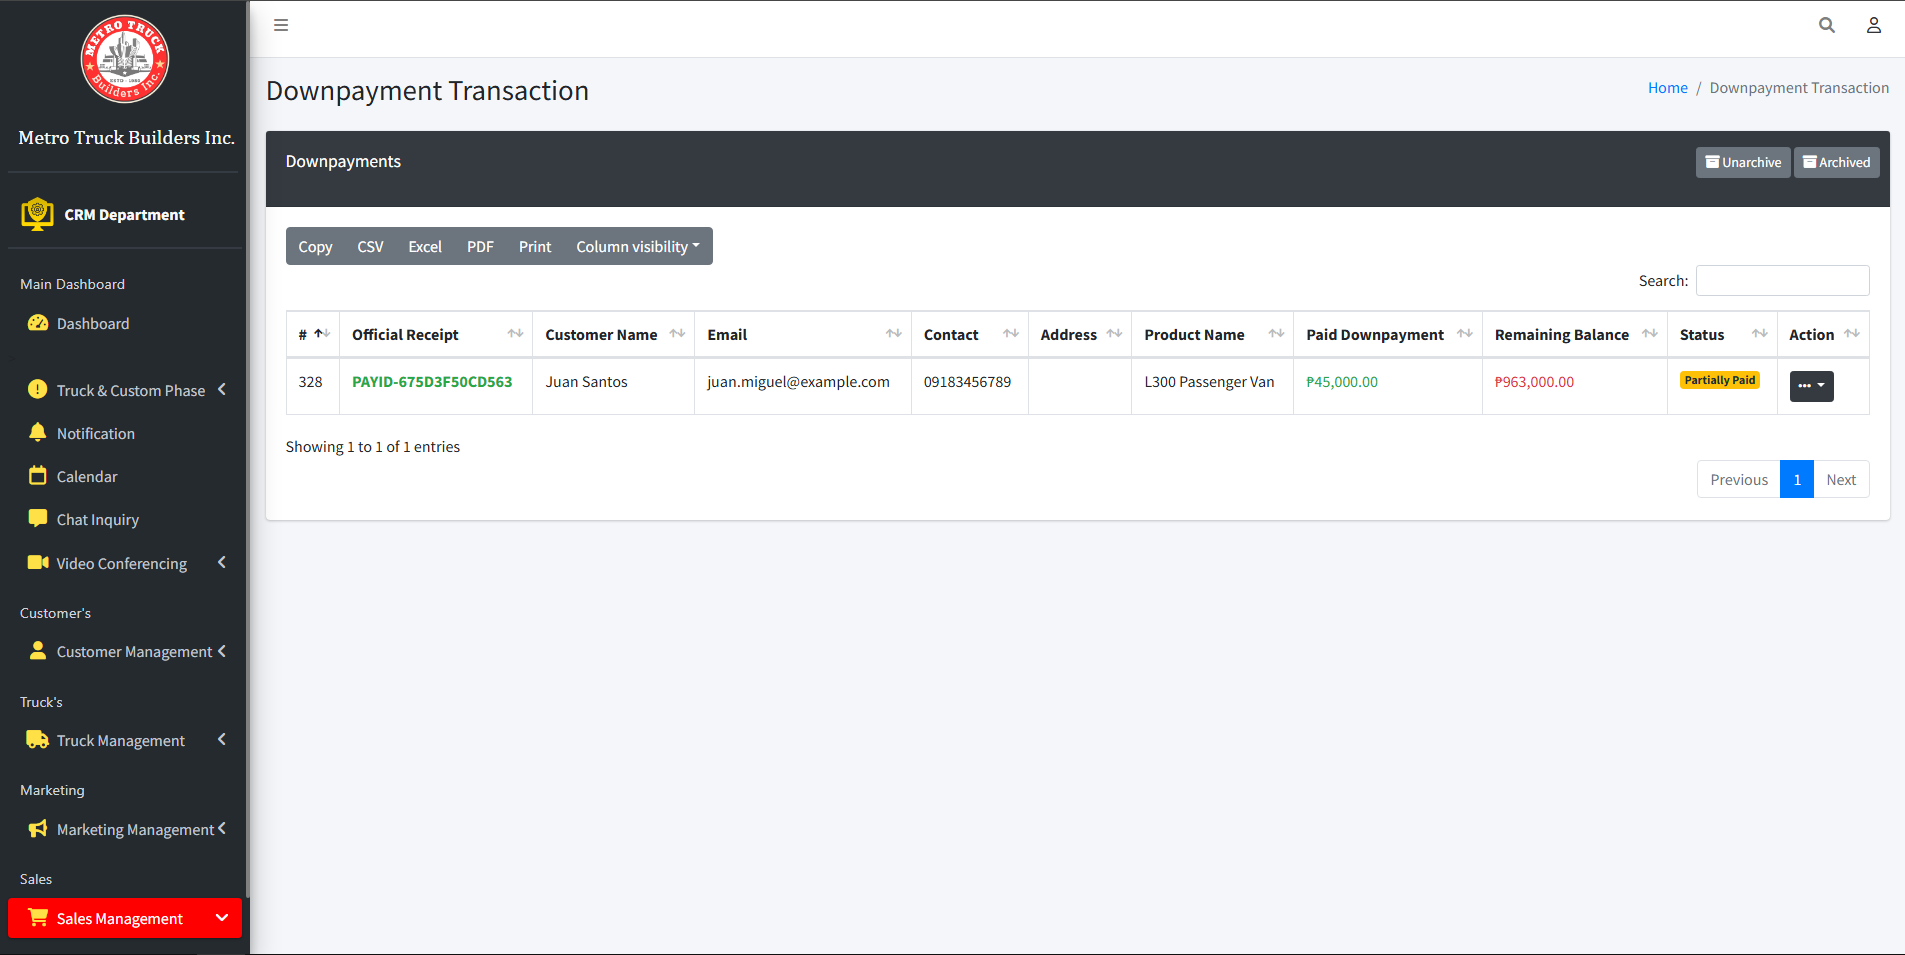 METRO TRUCK
ESTD - 1982
Builders Inc.
Metro Truck Builders Inc.
CRM Department
Main Dashboard
Dashboard
Truck & Custom Phase
Notification
Calendar
Chat Inquiry
Video Conferencing
Customer's
Customer Management
Truck's
Truck Management
Marketing
Marketing Management
Sales
Sales Management
Downpayment Transaction
Home / Downpayment Transaction
Downpayments
Unarchive Archived
Copy CSV Excel PDF Print Column visibility
Search:
# Official Receipt Customer Name Email Contact Address Product Name Paid Downpayment Remaining Balance Status Action
328 PAYID-675D3F50CD563 Juan Santos juan.miguel@example.com 09183456789 L300 Passenger Van ₱45,000.00 ₱963,000.00 Partially Paid
Showing 1 to 1 of 1 entries
Previous 1 Next